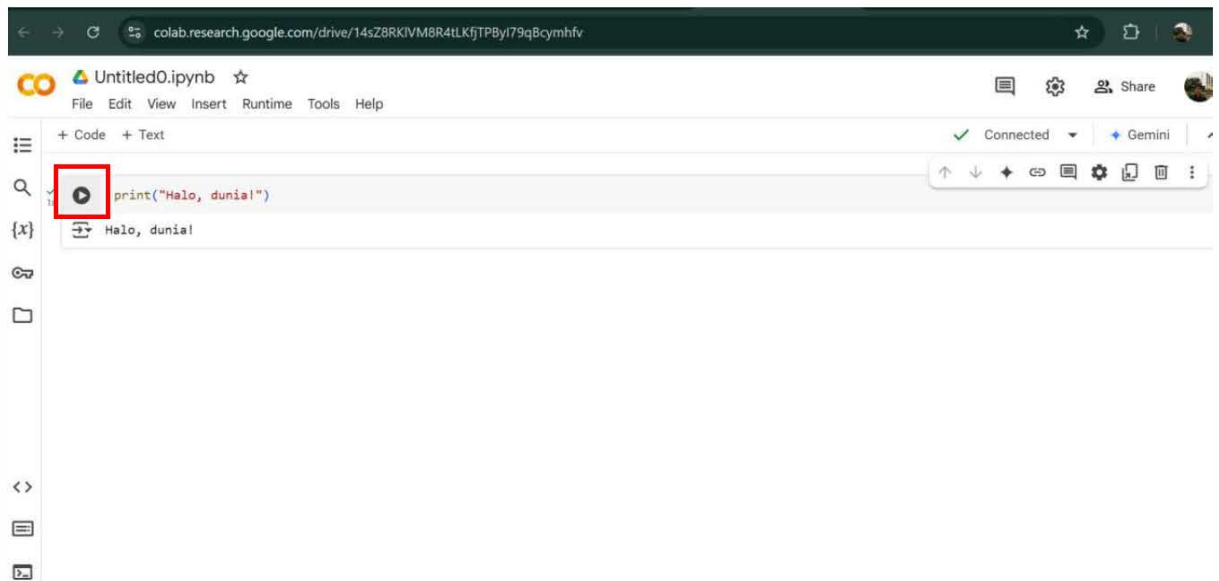 colab.research.google.com/drive/14sZ8RKlVM8R4tLKfjTPByI79qBcymhfv
CO Untitled0.ipynb
Share
File Edit View Insert Runtime Tools Help
+ Code + Text
Connected
Gemini
print("Halo, dunia!")
{x}
Halo, dunia!